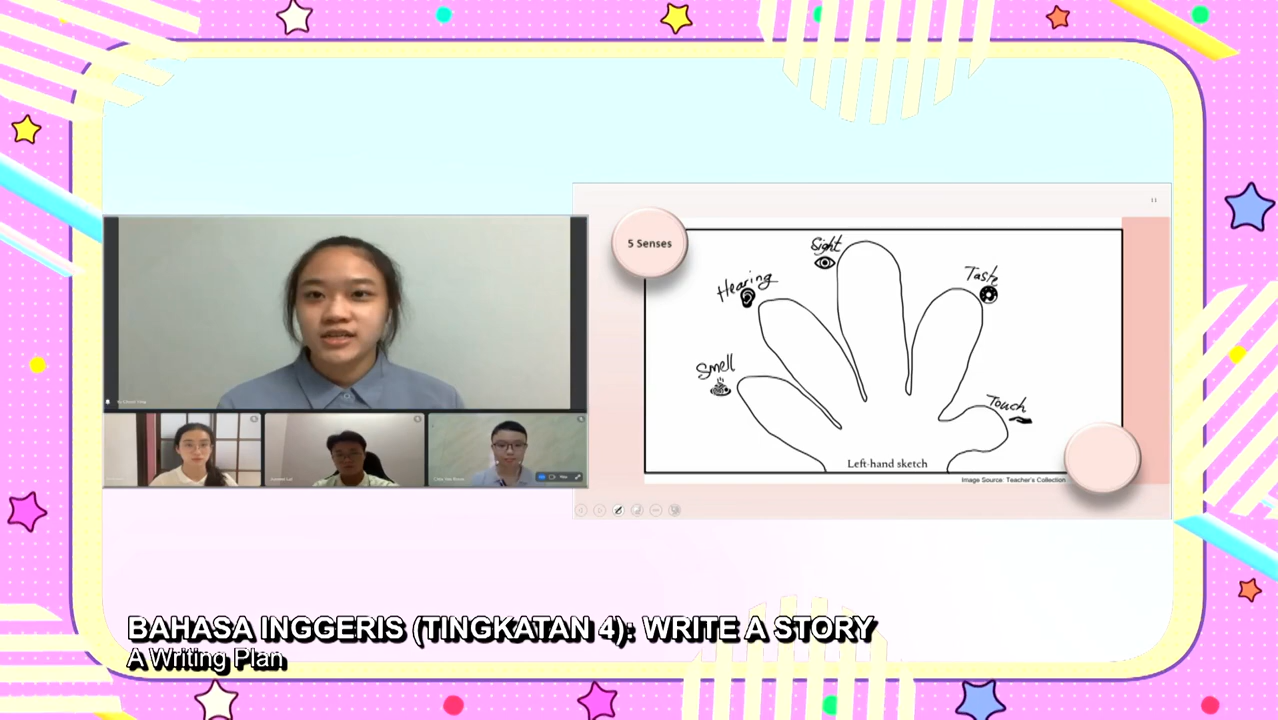 11
5 Senses
Sight
Hearing
Taste
Smell
Touch
Left-hand sketch
Image Source: Teacher's Collection
BAHASA INGGERIS (TINGKATAN 4): WRITE A STORY
A Writing Plan